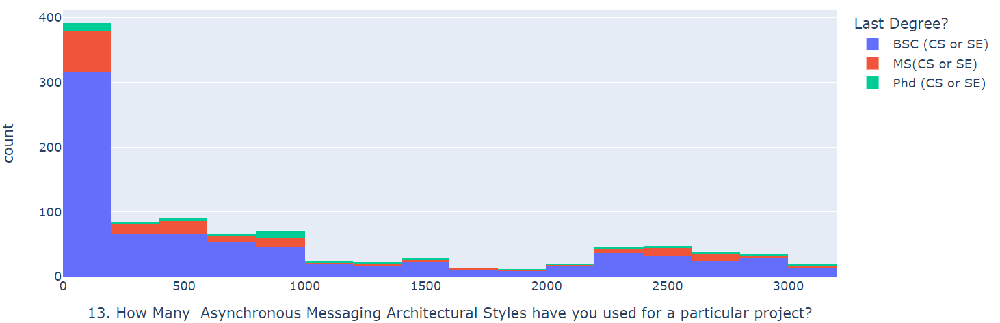 400
300
200
100
0
count
0 500 1000 1500 2000 2500 3000
13. How Many  Asynchronous Messaging Architectural Styles have you used for a particular project?
Last Degree?
BSC (CS or SE)
MS(CS or SE)
Phd (CS or SE)